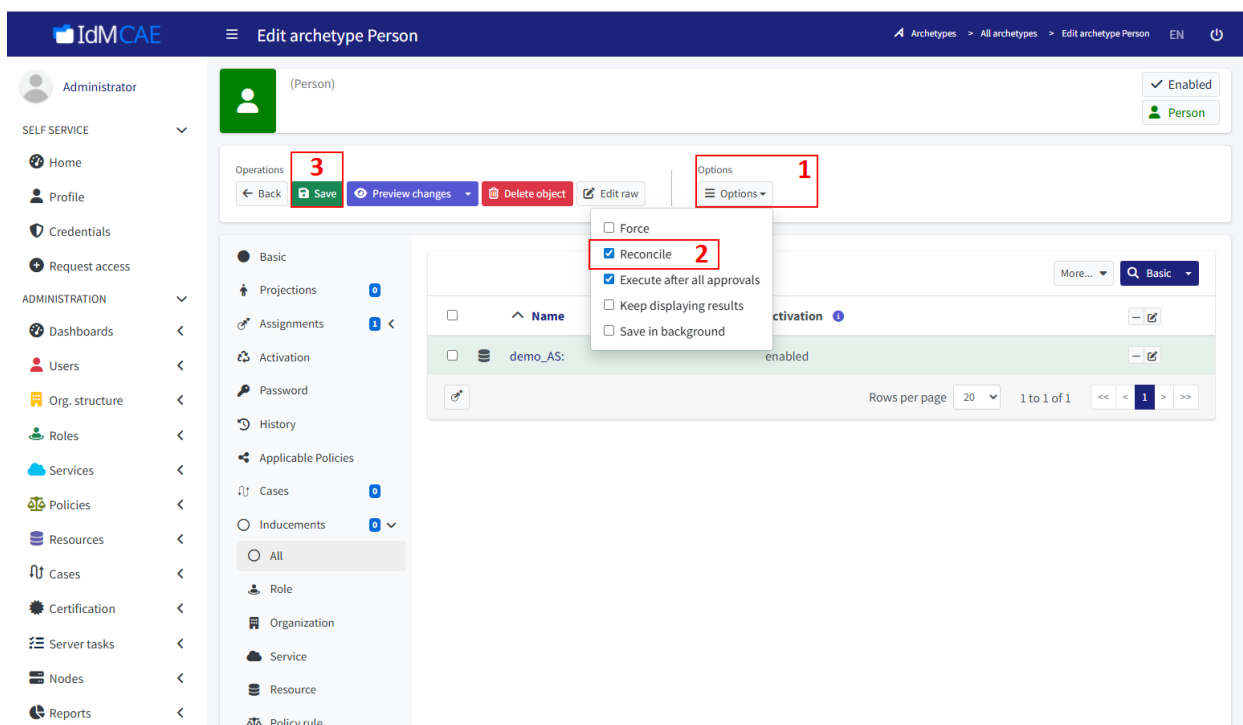 IdMCAE
Edit archetype Person
Archetypes > All archetypes > Edit archetype Person EN
Administrator
SELF SERVICE
Home
Profile
Credentials
Request access
ADMINISTRATION
Dashboards
Users
Org. structure
Roles
Services
Policies
Resources
Cases
Certification
Server tasks
Nodes
Reports
(Person)
Enabled
Person
Operations
3
Back
Save
Preview changes
Delete object
Edit raw
Options
1
Options
Force
Reconcile 2
Execute after all approvals
Keep displaying results
Save in background
Basic
Projections 0
Assignments 1
Activation
Password
History
Applicable Policies
Cases 0
Inducements 0
All
Role
Organization
Service
Resource
Policy rule
More...
Basic
Name
ctivation
demo_AS:
enabled
Rows per page 20 1 to 1 of 1 << < 1 > >>